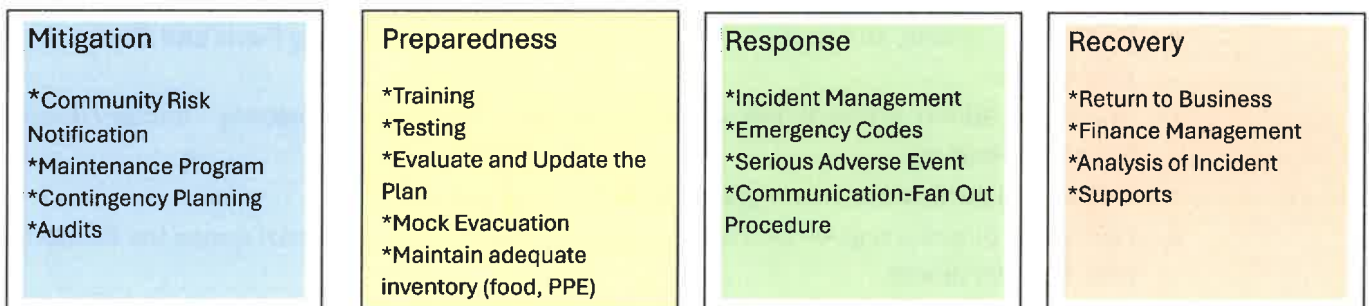 Mitigation
*Community Risk
Notification
*Maintenance Program
*Contingency Planning
*Audits
Preparedness
*Training
*Testing
*Evaluate and Update the
Plan
*Mock Evacuation
*Maintain adequate
inventory (food, PPE)
Response
*Incident Management
*Emergency Codes
*Serious Adverse Event
*Communication-Fan Out
Procedure
Recovery
*Return to Business
*Finance Management
*Analysis of Incident
*Supports